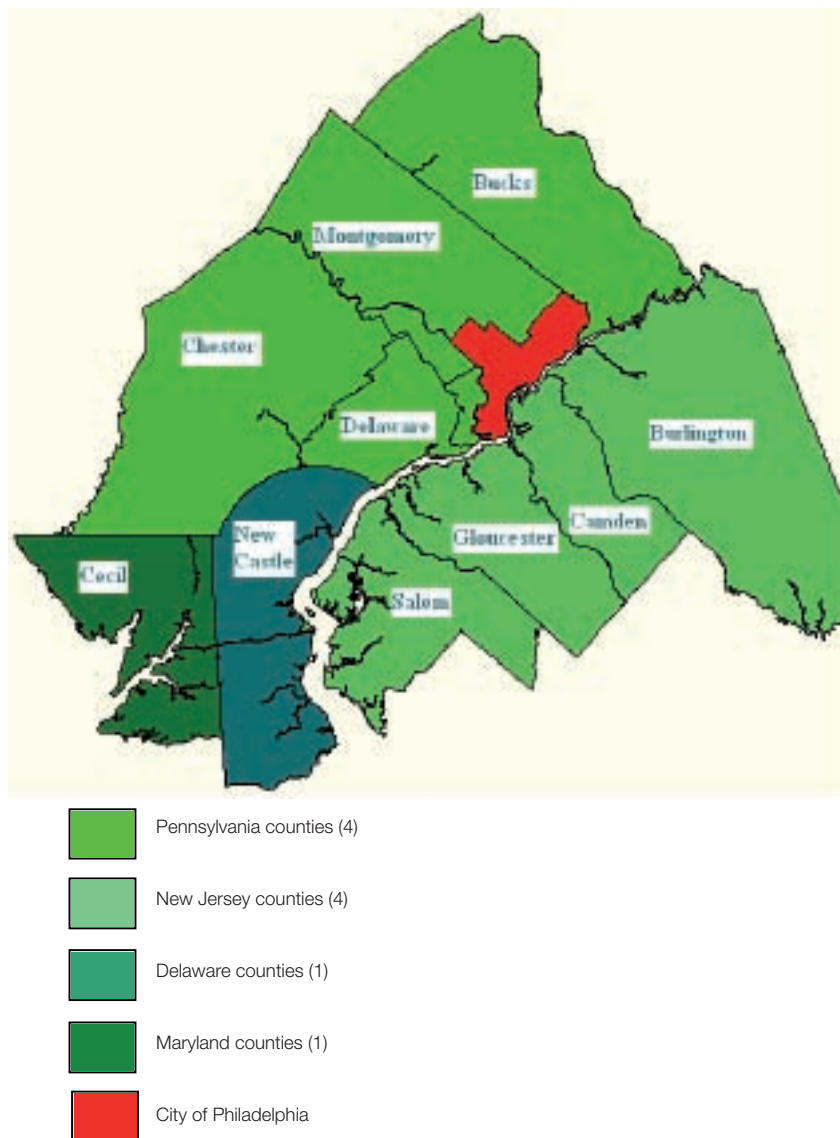 Bucks
Montgomery
Chester
Delaware
Burlington
New
Castle
Camden
Gloucester
Cecil
Salem
Pennsylvania counties (4)
New Jersey counties (4)
Delaware counties (1)
Maryland counties (1)
City of Philadelphia